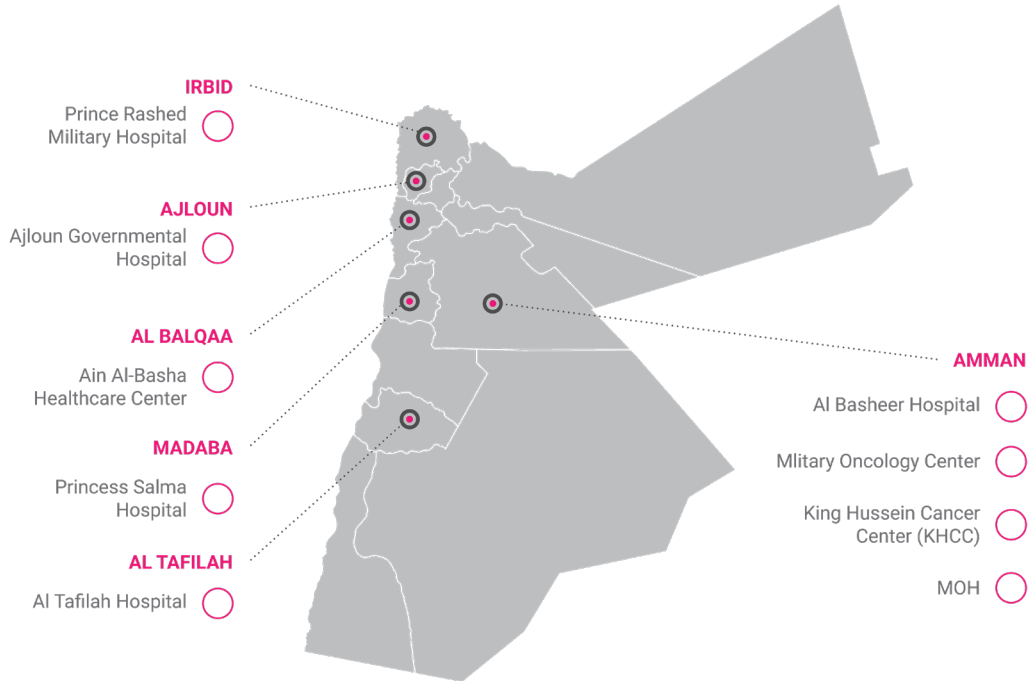 IRBID
Prince Rashed
Military Hospital
AJLOUN
Ajloun Governmental
Hospital
AL BALQAA
Ain Al-Basha
Healthcare Center
MADABA
Princess Salma
Hospital
AL TAFILAH
Al Tafilah Hospital
AMMAN
Al Basheer Hospital
Mlitary Oncology Center
King Hussein Cancer
Center (KHCC)
MOH